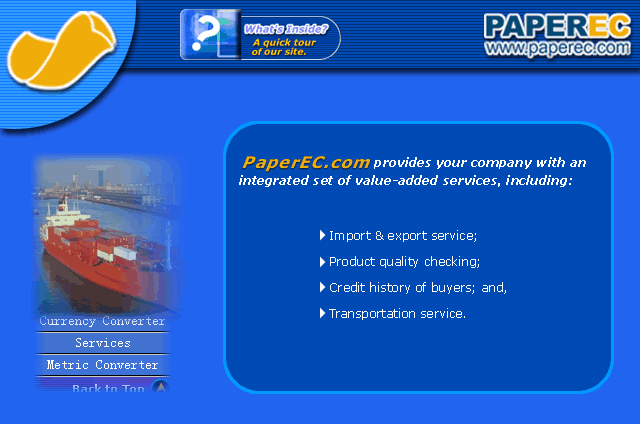 What's Inside?
A quick tour
of our site.
PAPEREC
www.paperec.com
PaperEC.com provides your company with an
integrated set of value-added services, including:
Import & export service;
Product quality checking;
Credit history of buyers; and,
Transportation service.
Currency Converter
Services
Metric Converter
Back to Top